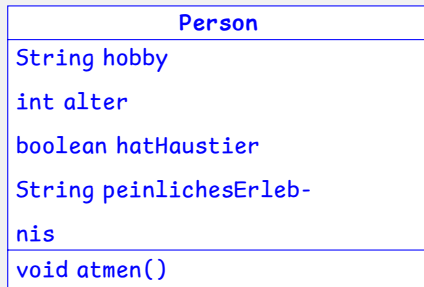 Person
String hobby
int alter
boolean hatHaustier
String peinlichesErleb-
nis
void atmen()